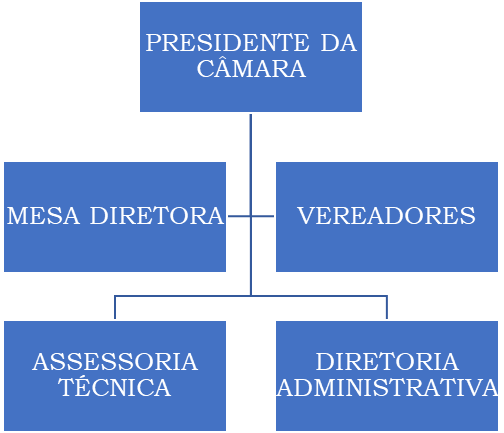 PRESIDENTE DA
CÂMARA
MESA DIRETORA
VEREADORES
ASSESSORIA
TÉCNICA
DIRETORIA
ADMINISTRATIVA